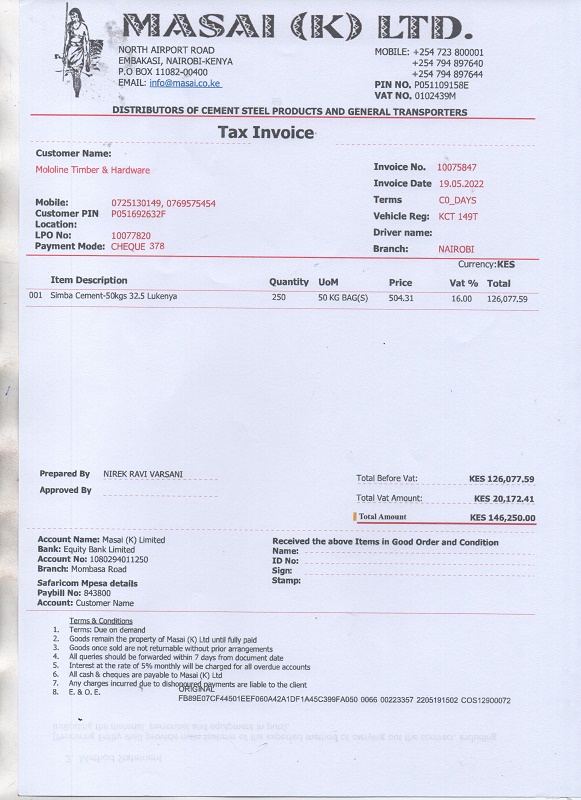 MASAI (K) LTD.
NORTH AIRPORT ROAD
EMBAKASI, NAIROBI-KENYA
P.O BOX 11082-00400
EMAIL: info@masai.co.ke
MOBILE: +254 723 800001
+254 794 897640
+254 794 897644
PIN NO. P051109158E
VAT NO. 0102439M
DISTRIBUTORS OF CEMENT STEEL PRODUCTS AND GENERAL TRANSPORTERS
Tax Invoice
Customer Name:
Mololine Timber & Hardware
Mobile: 0725130149, 0769575454
Customer PIN P051692632F
Location:
LPO No: 10077820
Payment Mode: CHEQUE 378
Invoice No. 10075847
Invoice Date 19.05.2022
Terms C0_DAYS
Vehicle Reg: KCT 149T
Driver name:
Branch: NAIROBI
Currency:KES
Item Description Quantity UoM Price Vat % Total
001 Simba Cement-50kgs 32.5 Lukenya 250 50 KG BAG(S) 504.31 16.00 126,077.59
Prepared By NIREK RAVI VARSANI
Approved By
Total Before Vat: KES 126,077.59
Total Vat Amount: KES 20,172.41
Total Amount KES 146,250.00
Account Name: Masai (K) Limited
Bank: Equity Bank Limited
Account No: 1080294011250
Branch: Mombasa Road
Safaricom Mpesa details
Paybill No: 843800
Account: Customer Name
Received the above Items in Good Order and Condition
Name:
ID No:
Sign:
Stamp:
Terms & Conditions
1. Terms: Due on demand
2. Goods remain the property of Masai (K) Ltd until fully paid
3. Goods once sold are not returnable without prior arrangements
4. All queries should be forwarded within 7 days from document date
5. Interest at the rate of 5% monthly will be charged for all overdue accounts
6. All cash & cheques are payable to Masai (K) Ltd
7. Any charges incurred due to dishonoured payments are liable to the client
8. E. & O. E.
ORIGINAL
FB89E07CF44501EEF060A42A1DF1A45C399FA050 0066 00223357 2205191502 COS12900072